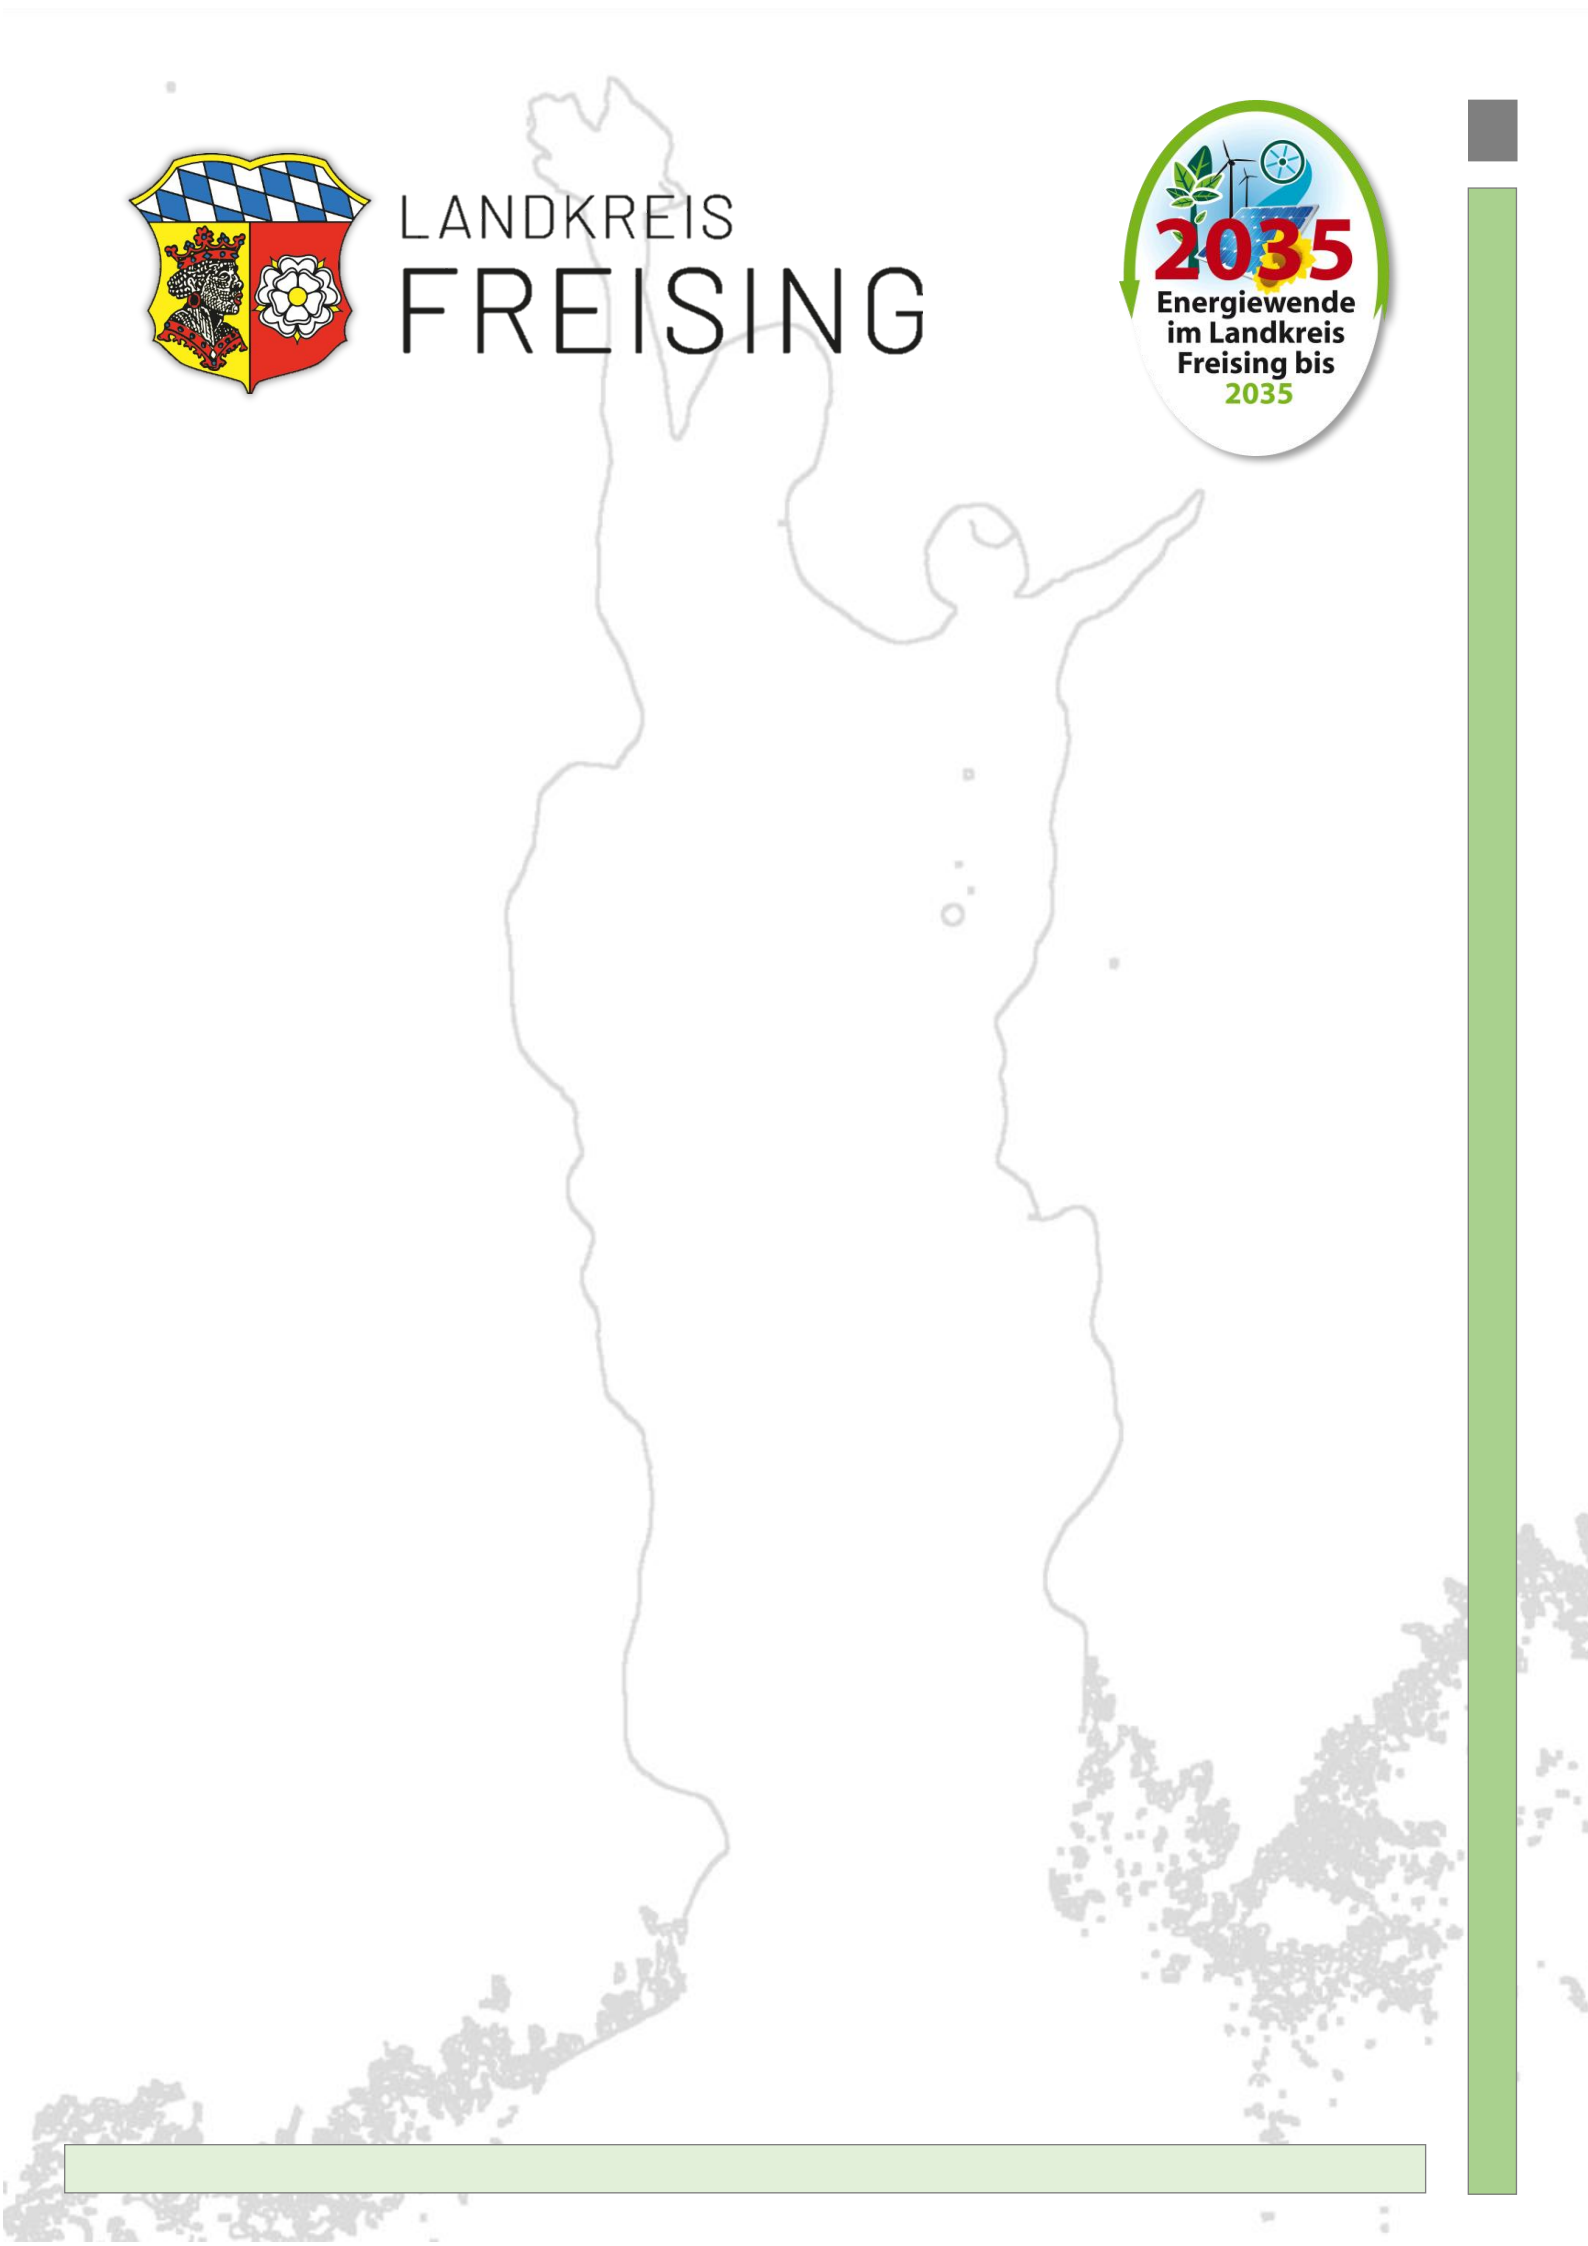 LANDKREIS
FREISING
2035
Energiewende
im Landkreis
Freising bis
2035